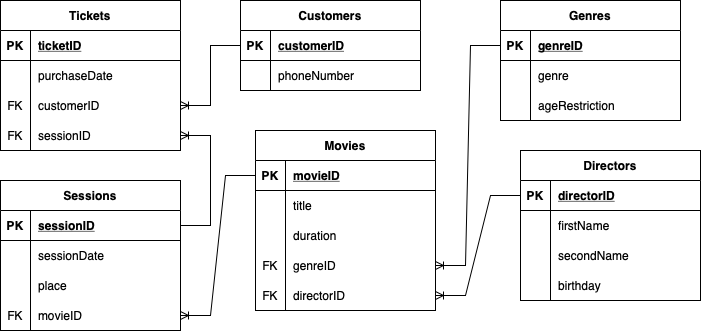 Tickets
PK ticketID
purchaseDate
FK customerID
FK sessionID
Customers
PK customerID
phoneNumber
Genres
PK genreID
genre
ageRestriction
Movies
PK movieID
title
duration
FK genreID
FK directorID
Directors
PK directorID
firstName
secondName
birthday
Sessions
PK sessionID
sessionDate
place
FK movieID